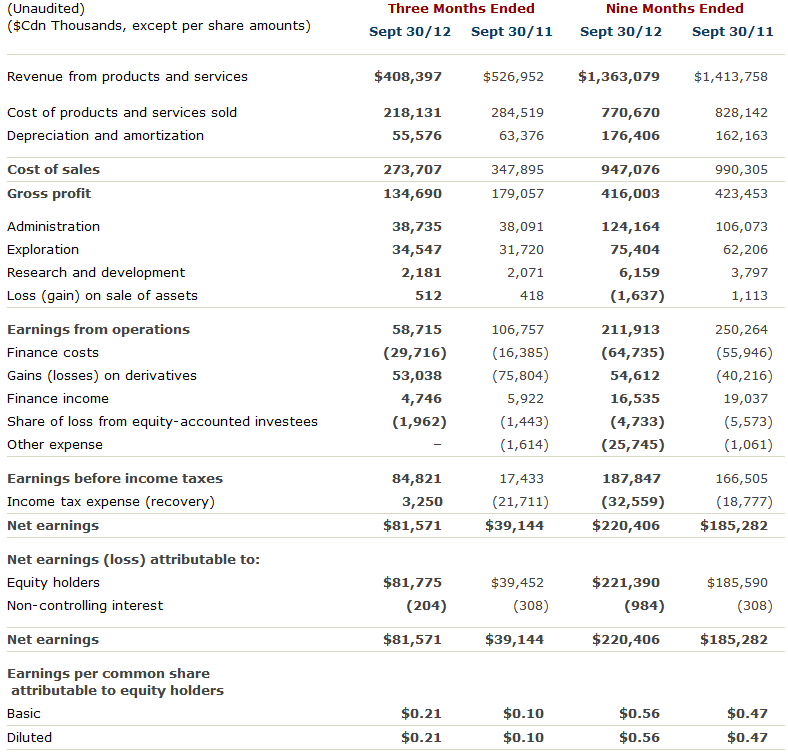 (Unaudited) Three Months Ended Nine Months Ended
($Cdn Thousands, except per share amounts) Sept 30/12 Sept 30/11 Sept 30/12 Sept 30/11
Revenue from products and services $408,397 $526,952 $1,363,079 $1,413,758
Cost of products and services sold 218,131 284,519 770,670 828,142
Depreciation and amortization 55,576 63,376 176,406 162,163
Cost of sales 273,707 347,895 947,076 990,305
Gross profit 134,690 179,057 416,003 423,453
Administration 38,735 38,091 124,164 106,073
Exploration 34,547 31,720 75,404 62,206
Research and development 2,181 2,071 6,159 3,797
Loss (gain) on sale of assets 512 418 (1,637) 1,113
Earnings from operations 58,715 106,757 211,913 250,264
Finance costs (29,716) (16,385) (64,735) (55,946)
Gains (losses) on derivatives 53,038 (75,804) 54,612 (40,216)
Finance income 4,746 5,922 16,535 19,037
Share of loss from equity-accounted investees (1,962) (1,443) (4,733) (5,573)
Other expense – (1,614) (25,745) (1,061)
Earnings before income taxes 84,821 17,433 187,847 166,505
Income tax expense (recovery) 3,250 (21,711) (32,559) (18,777)
Net earnings $81,571 $39,144 $220,406 $185,282
Net earnings (loss) attributable to:
Equity holders $81,775 $39,452 $221,390 $185,590
Non-controlling interest (204) (308) (984) (308)
Net earnings $81,571 $39,144 $220,406 $185,282
Earnings per common share
attributable to equity holders
Basic $0.21 $0.10 $0.56 $0.47
Diluted $0.21 $0.10 $0.56 $0.47